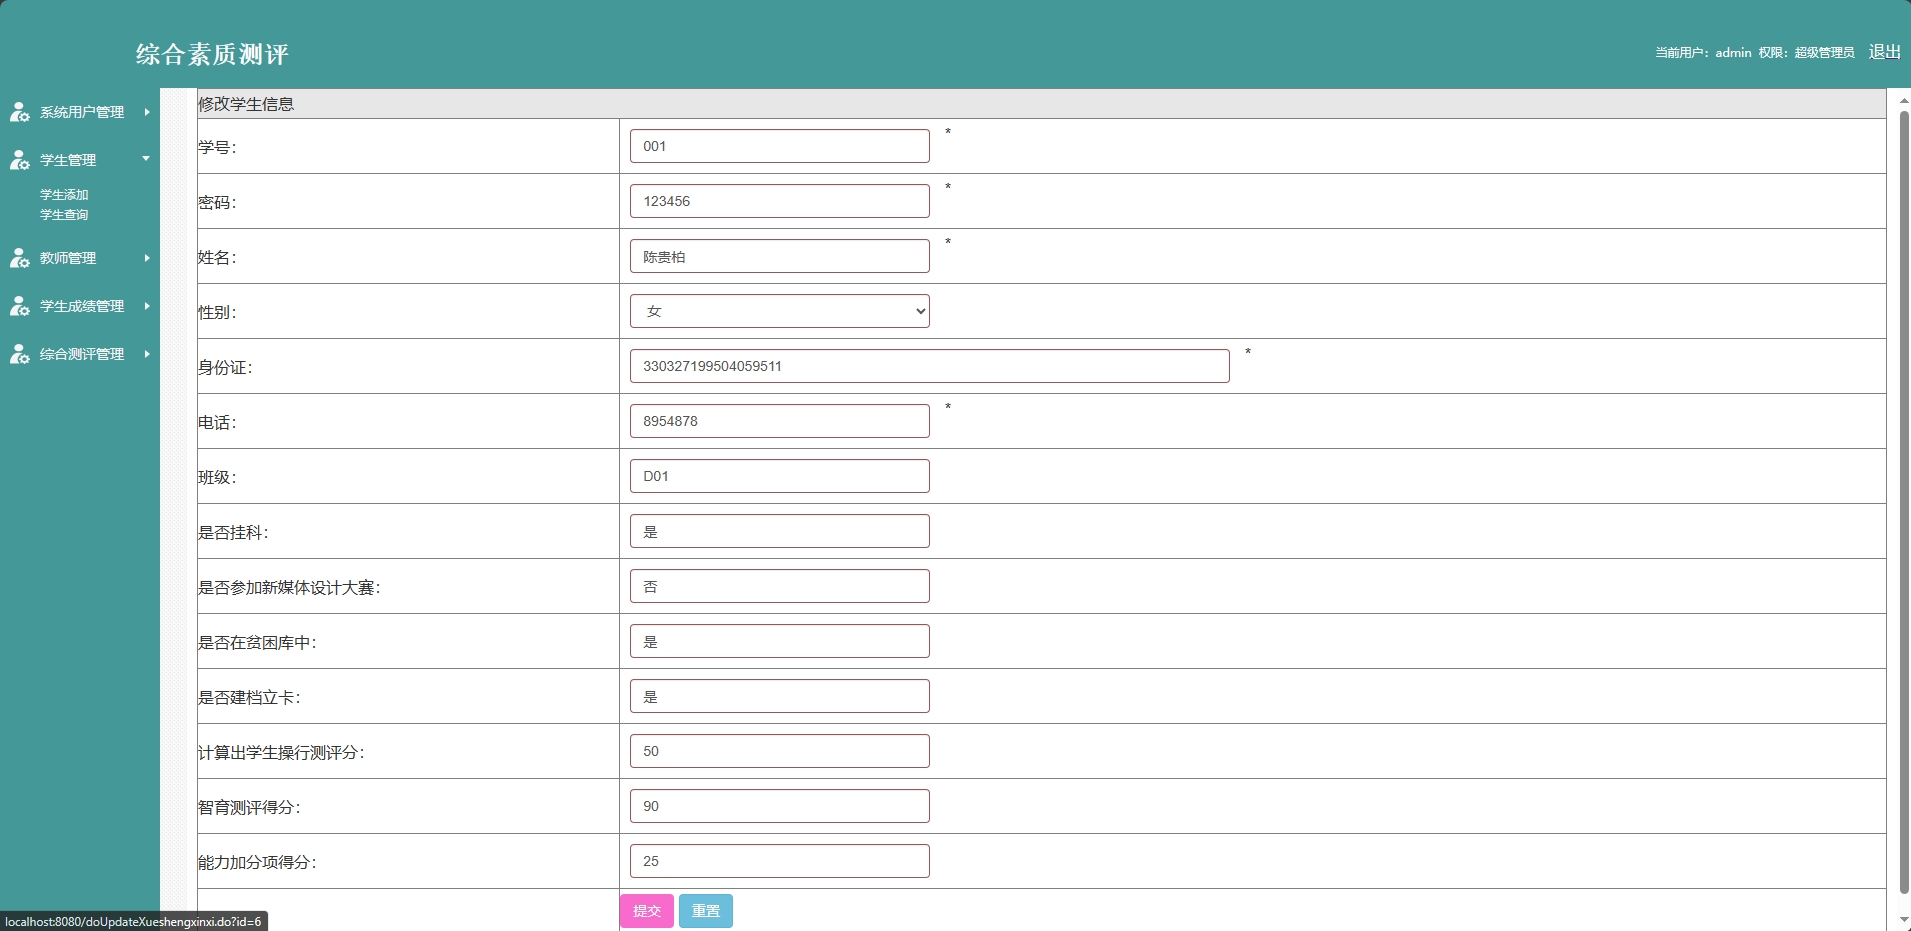 综合素质测评
当前用户：admin 权限：超级管理员 退出
系统用户管理
学生管理
学生添加
学生查询
教师管理
学生成绩管理
综合测评管理
修改学生信息
学号： 001 *
密码： 123456 *
姓名： 陈贵柏 *
性别： 女
身份证： 330327199504059511 *
电话： 8954878 *
班级： D01
是否挂科： 是
是否参加新媒体设计大赛： 否
是否在贫困库中： 是
是否建档立卡： 是
计算出学生操行测评分： 50
智育测评得分： 90
能力加分项得分： 25
提交 重置
localhost:8080/doUpdateXueshengxinxi.do?id=6